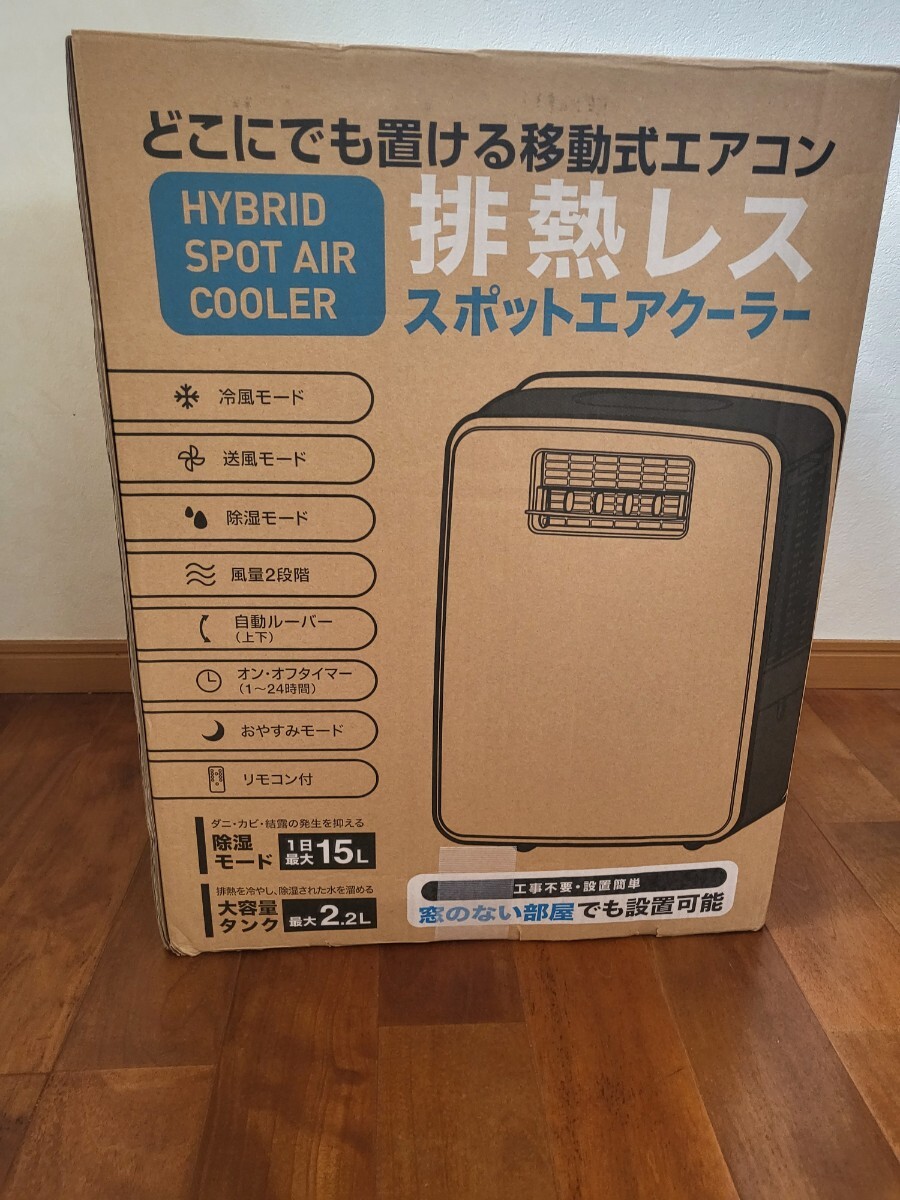 どこにでも置ける移動式エアコン
HYBRID
SPOT AIR
COOLER
排熱レス
スポットエアクーラー
冷風モード
送風モード
除湿モード
風量2段階
自動ルーバー
（上下）
オン・オフタイマー
（1～24時間）
おやすみモード
リモコン付
ダニ・カビ・結露の発生を抑える
除湿
モード
1日
最大15L
排熱を冷やし、除湿された水を溜める
大容量
タンク
最大2.2L
工事不要・設置簡単
窓のない部屋でも設置可能